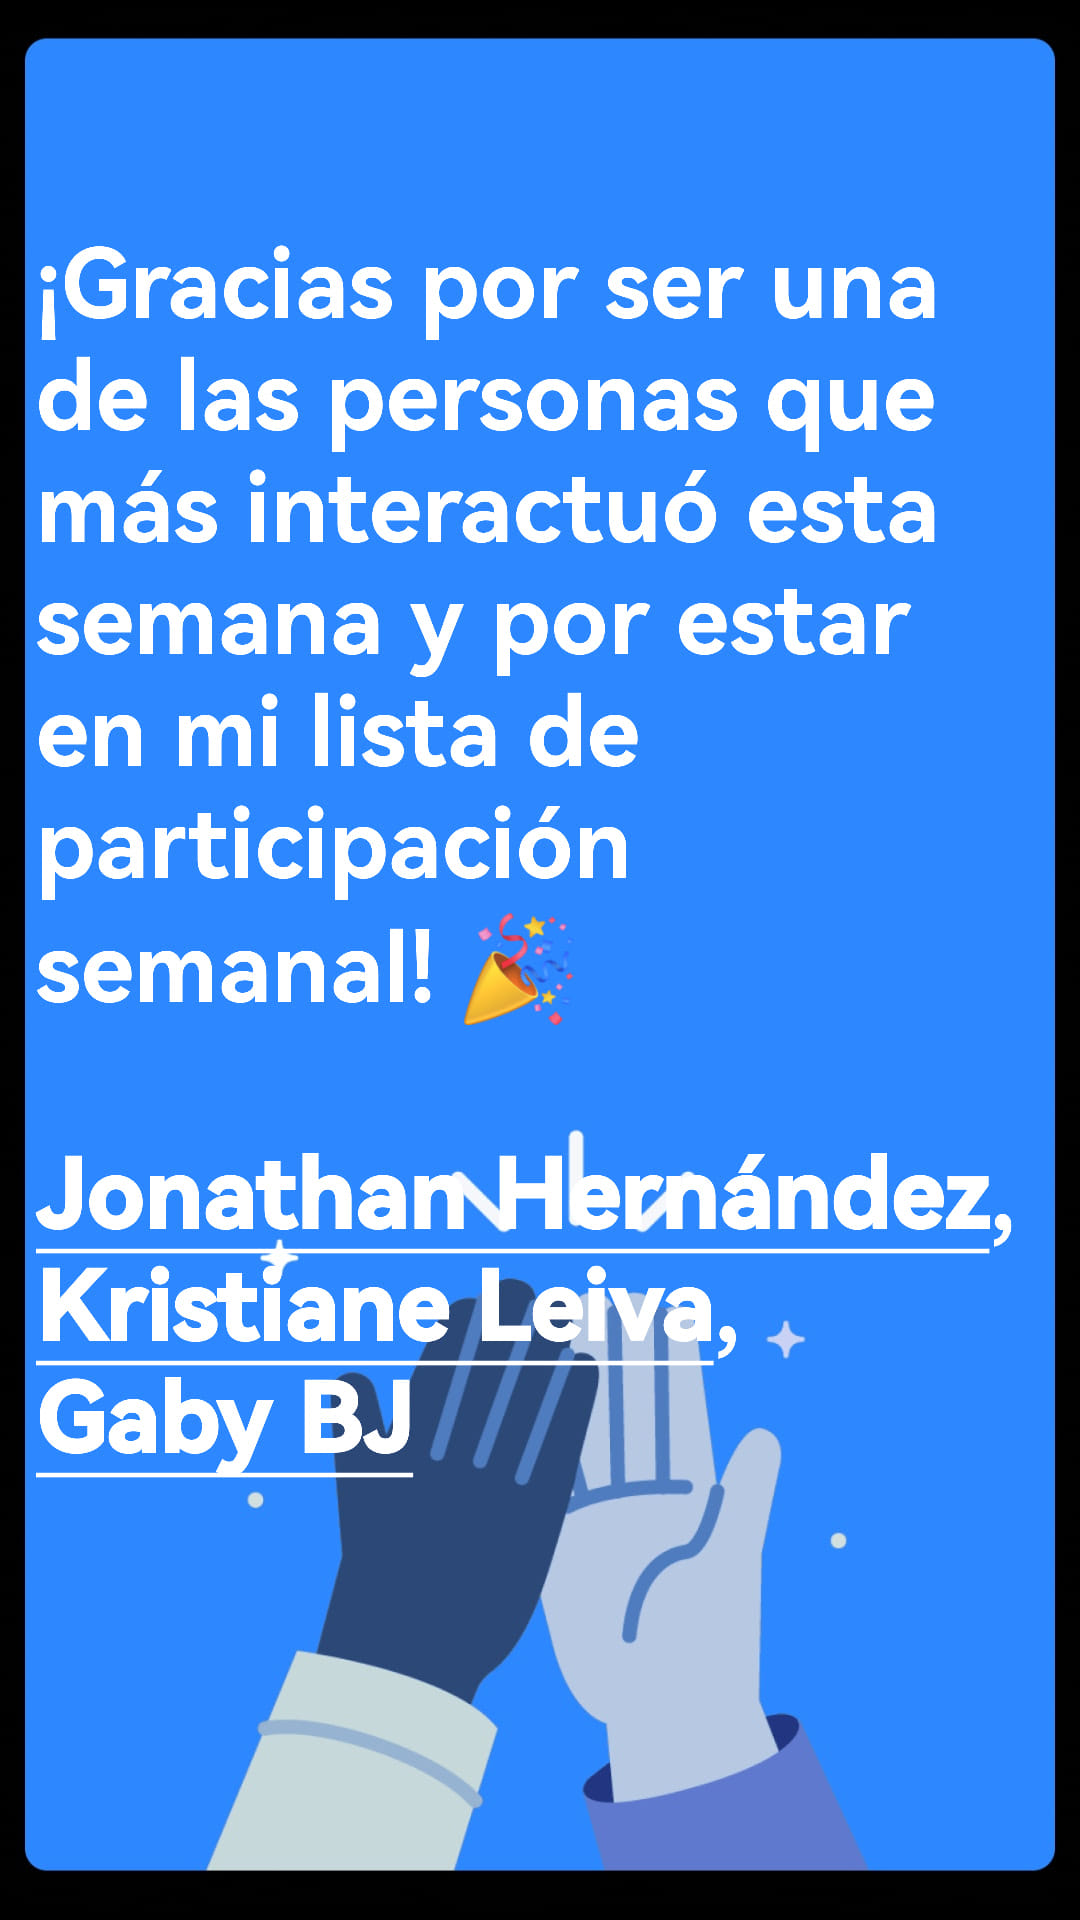 ¡Gracias por ser una
de las personas que
más interactuó esta
semana y por estar
en mi lista de
participación
semanal! 🎉
Jonathan Hernández,
Kristiane Leiva,
Gaby BJ